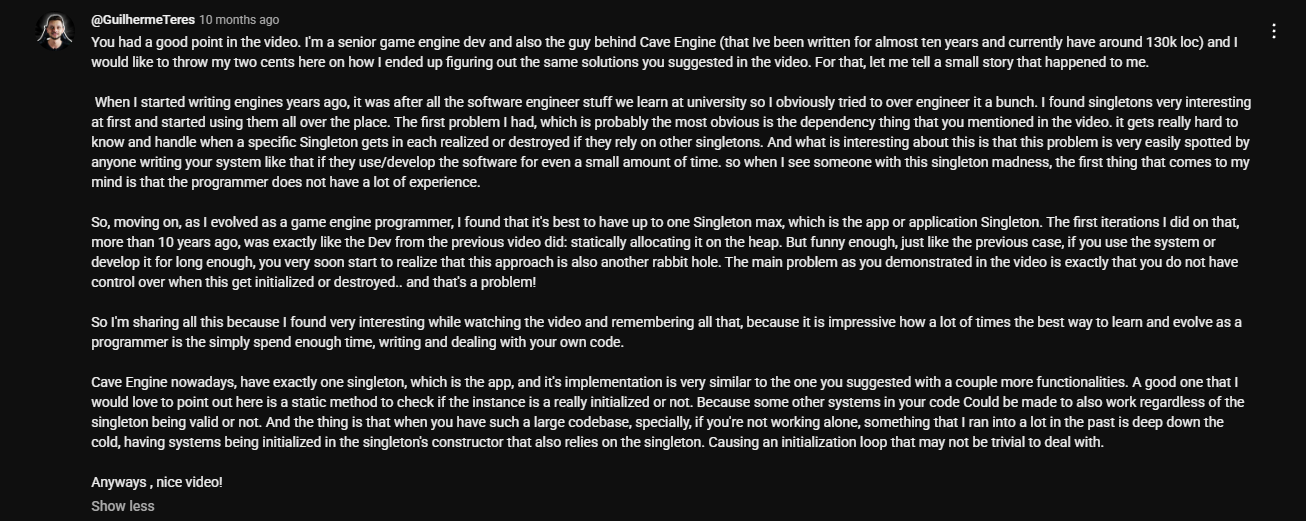 @GuilhermeTeres 10 months ago
You had a good point in the video. I'm a senior game engine dev and also the guy behind Cave Engine (that Ive been written for almost ten years and currently have around 130k loc) and I
would like to throw my two cents here on how I ended up figuring out the same solutions you suggested in the video. For that, let me tell a small story that happened to me.
When I started writing engines years ago, it was after all the software engineer stuff we learn at university so I obviously tried to over engineer it a bunch. I found singletons very interesting
at first and started using them all over the place. The first problem I had, which is probably the most obvious is the dependency thing that you mentioned in the video. it gets really hard to
know and handle when a specific Singleton gets in each realized or destroyed if they rely on other singletons. And what is interesting about this is that this problem is very easily spotted by
anyone writing your system like that if they use/develop the software for even a small amount of time. so when I see someone with this singleton madness, the first thing that comes to my
mind is that the programmer does not have a lot of experience.
So, moving on, as I evolved as a game engine programmer, I found that it's best to have up to one Singleton max, which is the app or application Singleton. The first iterations I did on that,
more than 10 years ago, was exactly like the Dev from the previous video did: statically allocating it on the heap. But funny enough, just like the previous case, if you use the system or
develop it for long enough, you very soon start to realize that this approach is also another rabbit hole. The main problem as you demonstrated in the video is exactly that you do not have
control over when this get initialized or destroyed.. and that's a problem!
So I'm sharing all this because I found very interesting while watching the video and remembering all that, because it is impressive how a lot of times the best way to learn and evolve as a
programmer is the simply spend enough time, writing and dealing with your own code.
Cave Engine nowadays, have exactly one singleton, which is the app, and it's implementation is very similar to the one you suggested with a couple more functionalities. A good one that I
would love to point out here is a static method to check if the instance is a really initialized or not. Because some other systems in your code Could be made to also work regardless of the
singleton being valid or not. And the thing is that when you have such a large codebase, specially, if you're not working alone, something that I ran into a lot in the past is deep down the
cold, having systems being initialized in the singleton's constructor that also relies on the singleton. Causing an initialization loop that may not be trivial to deal with.
Anyways , nice video!
Show less